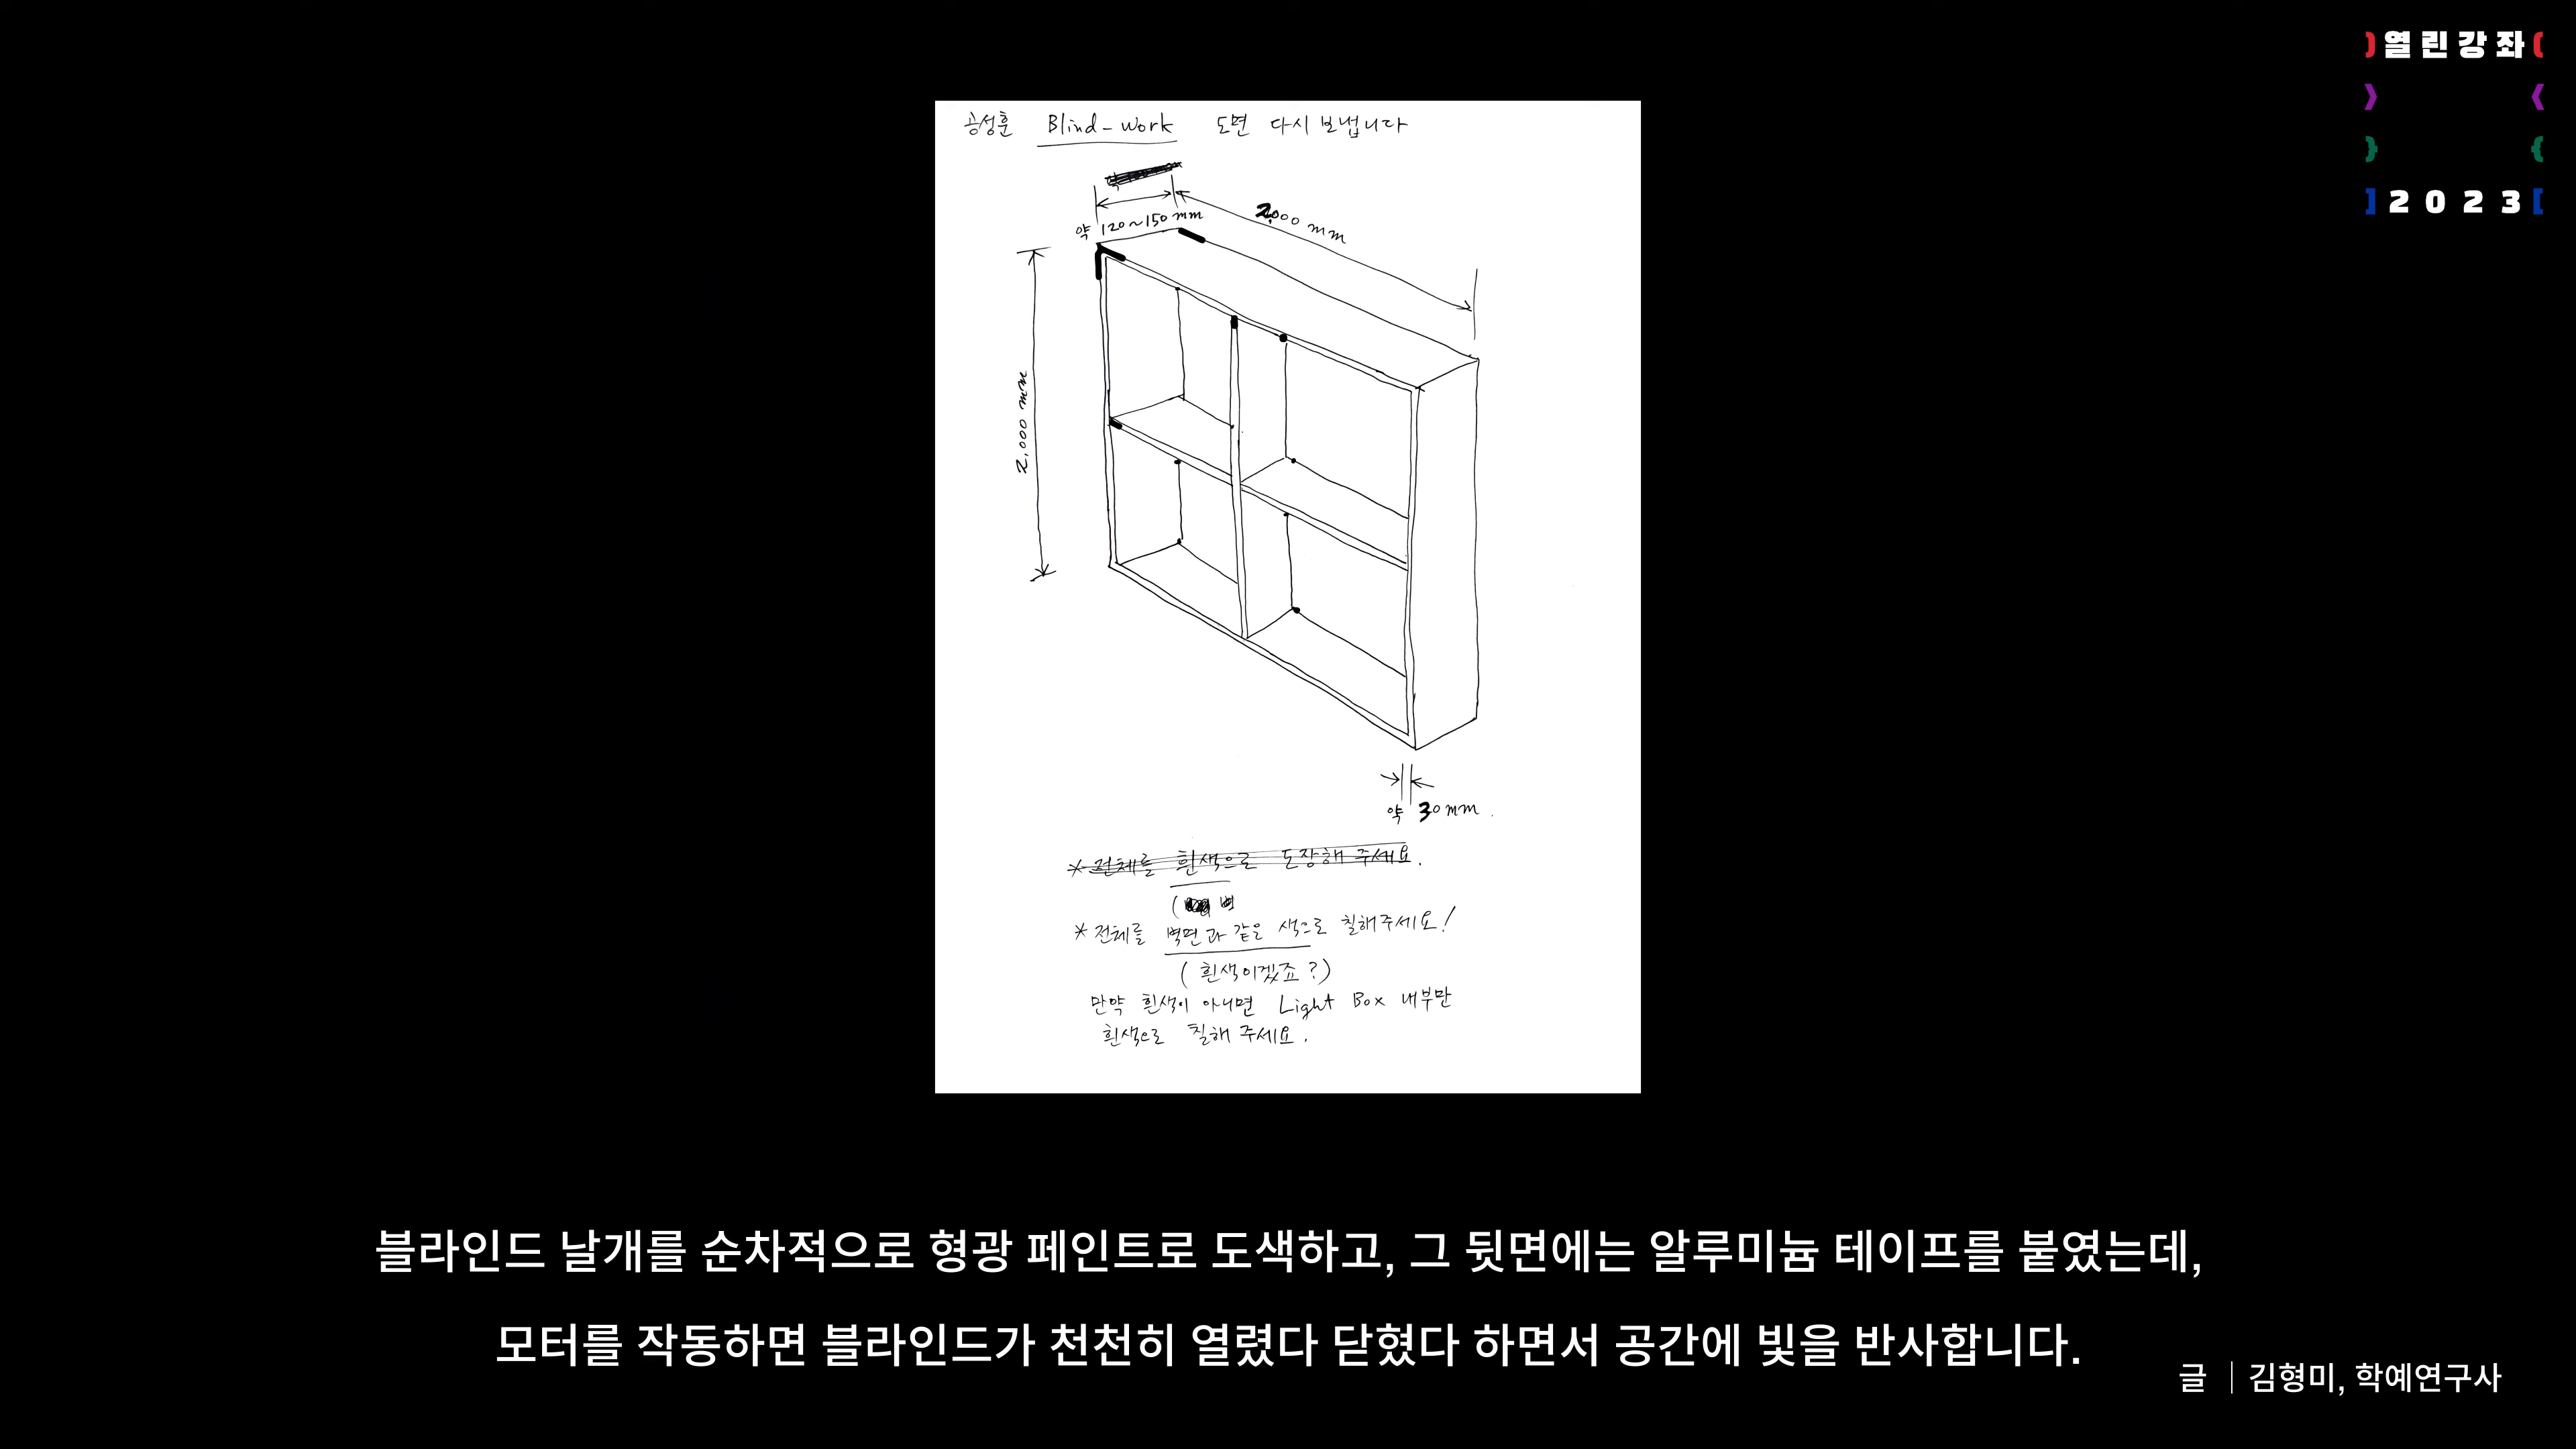 열린강좌
2023
공성훈 Blind-work 도면 다시 보냅니다
2,000 mm
약 120~150 mm
2,000 mm
약 30 mm
* 전체를 흰색으로 도장해 주세요.
( 벽
* 전체를 벽면과 같은 색으로 칠해주세요!
( 흰색이겠죠? )
만약 흰색이 아니면 Light Box 내부만
흰색으로 칠해 주세요.
블라인드 날개를 순차적으로 형광 페인트로 도색하고, 그 뒷면에는 알루미늄 테이프를 붙였는데,
모터를 작동하면 블라인드가 천천히 열렸다 닫혔다 하면서 공간에 빛을 반사합니다.
글 | 김형미, 학예연구사